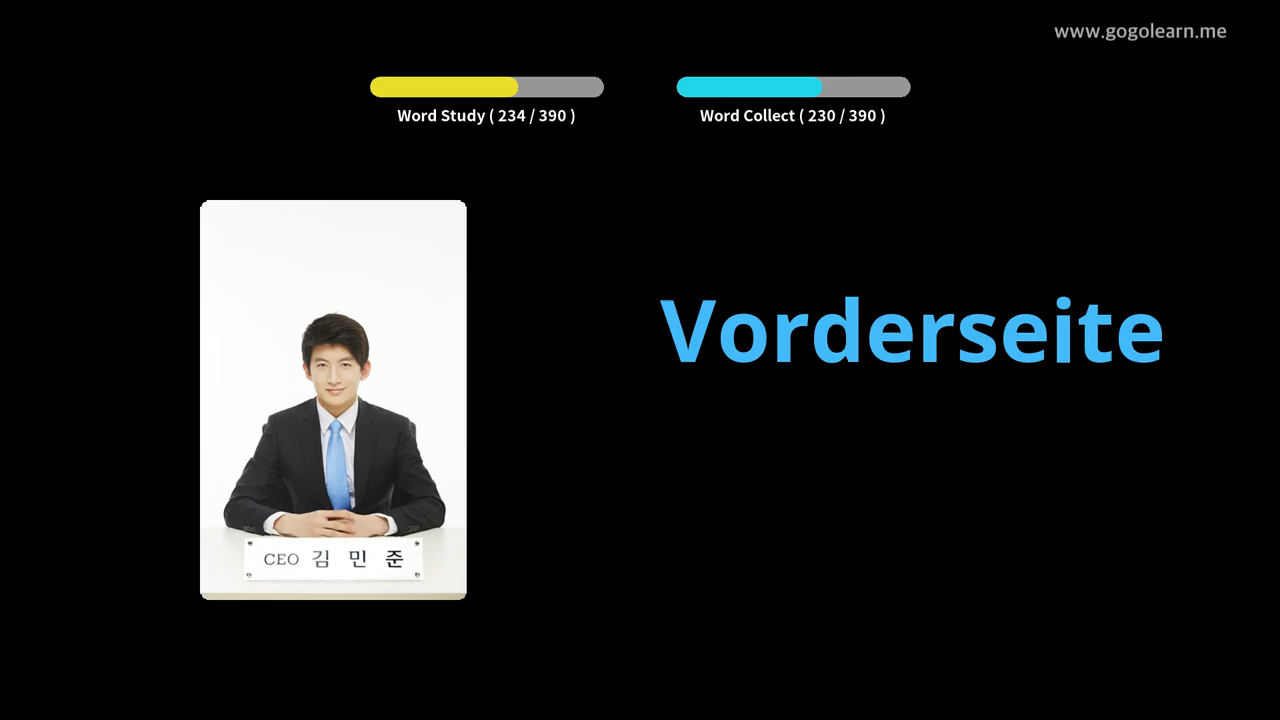 www.gogolearn.me
Word Study ( 234 / 390 )
Word Collect ( 230 / 390 )
Vorderseite
CEO 김 민 준